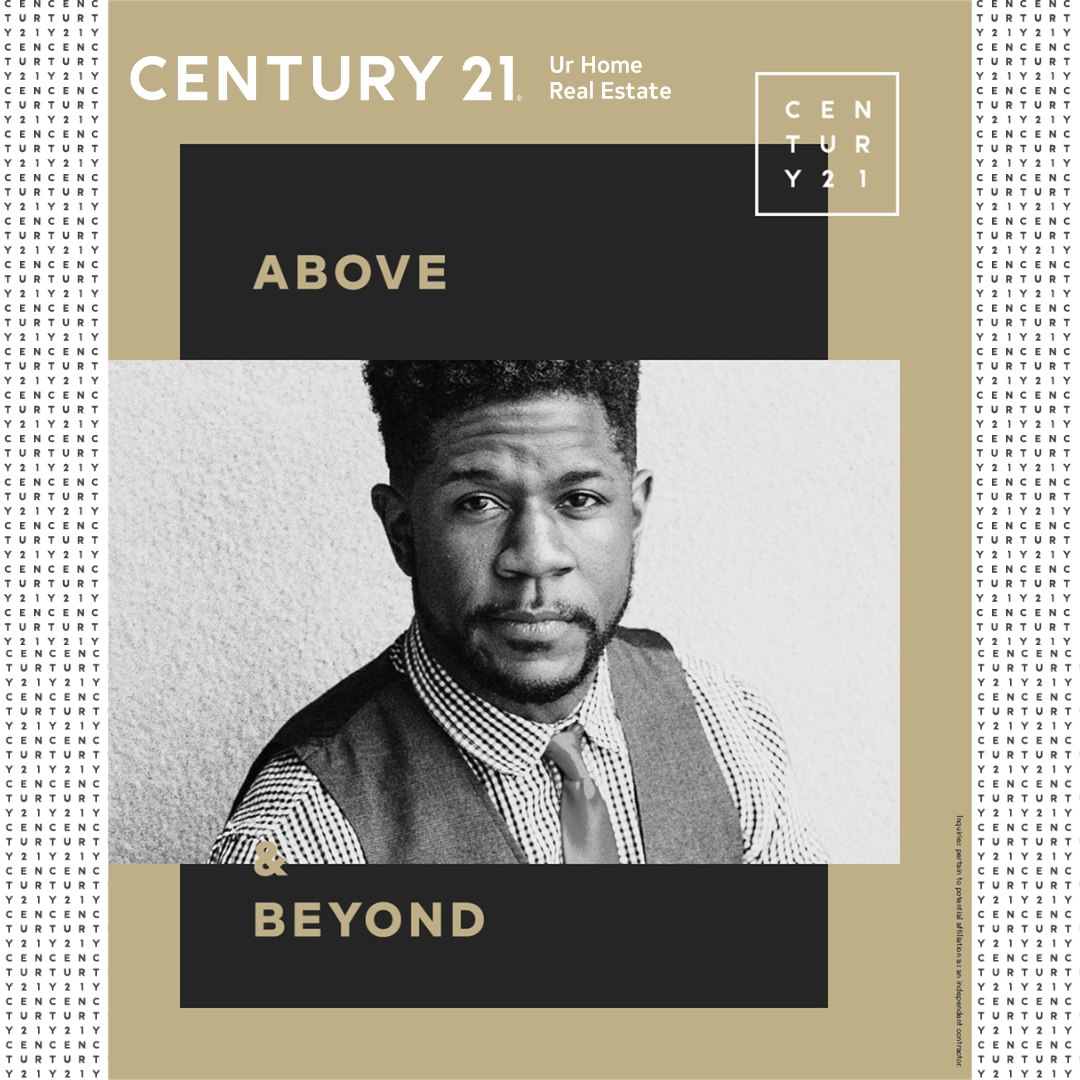 CENTURY 21®
Ur Home
Real Estate
CEN
TUR
Y21
ABOVE
&
BEYOND
Inquiries pertain to potential affiliation as an independent contractor.